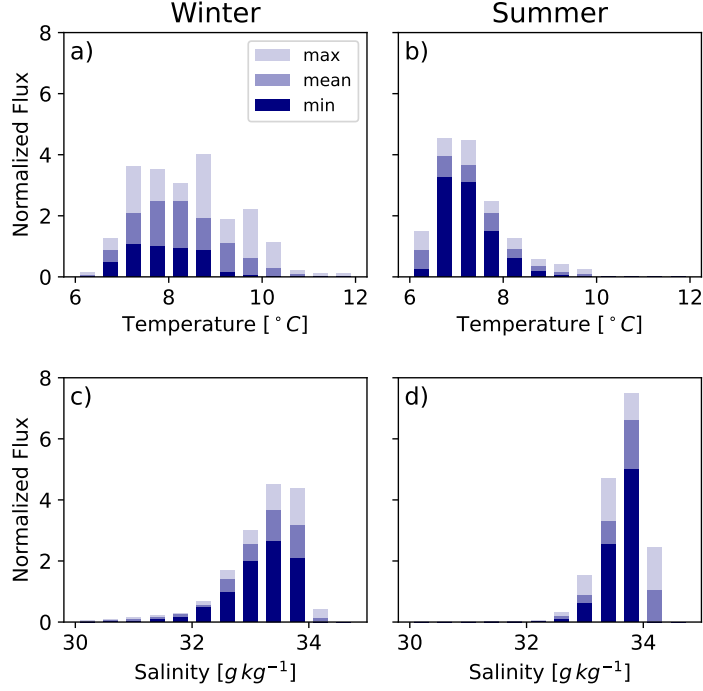 Winter
Summer
a)
max
mean
min
8
6
4
2
0
Normalized Flux
6
8
10
12
Temperature [°C]
b)
6
8
10
12
Temperature [°C]
c)
8
6
4
2
0
Normalized Flux
30
32
34
Salinity [g kg⁻¹]
d)
30
32
34
Salinity [g kg⁻¹]